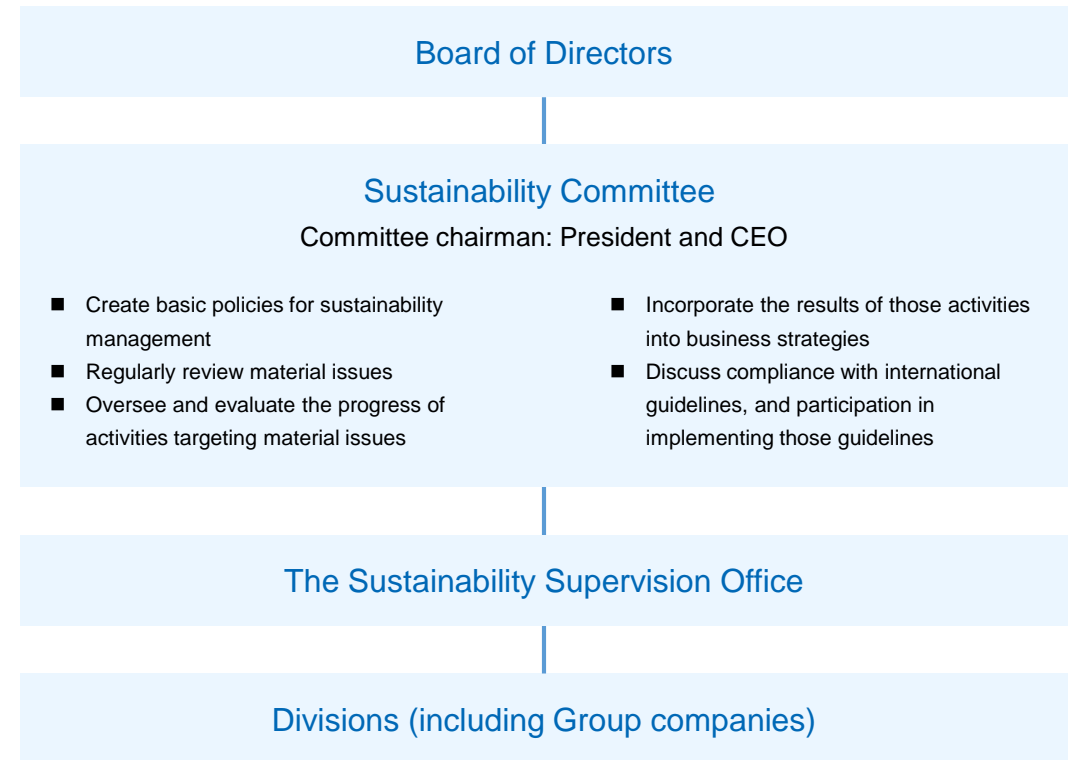 Board of Directors
Sustainability Committee
Committee chairman: President and CEO
■ Create basic policies for sustainability
management
■ Regularly review material issues
■ Oversee and evaluate the progress of
activities targeting material issues
■ Incorporate the results of those activities
into business strategies
■ Discuss compliance with international
guidelines, and participation in
implementing those guidelines
The Sustainability Supervision Office
Divisions (including Group companies)